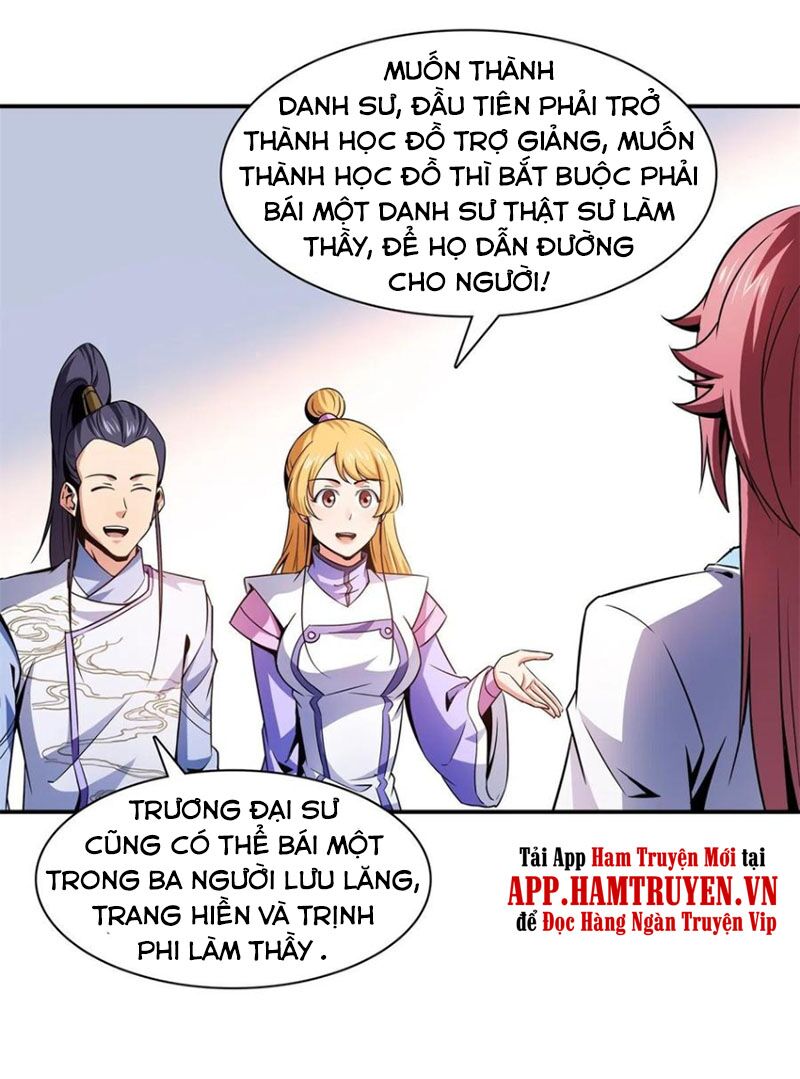 MUỐN THÀNH
DANH SƯ, ĐẦU TIÊN PHẢI TRỞ
THÀNH HỌC ĐỒ TRỢ GIẢNG, MUỐN
THÀNH HỌC ĐỒ THÌ BẮT BUỘC PHẢI
BÁI MỘT DANH SƯ THẬT SƯ LÀM
THẦY, ĐỂ HỌ DẪN ĐƯỜNG
CHO NGƯỜI!
TRƯƠNG ĐẠI SƯ
CŨNG CÓ THỂ BÁI MỘT
TRONG BA NGƯỜI LƯU LĂNG,
TRANG HIỀN VÀ TRỊNH
PHI LÀM THẦY.
Tải App Ham Truyện Mới tại
APP.HAMTRUYEN.VN
để Đọc Hàng Ngàn Truyện Vip